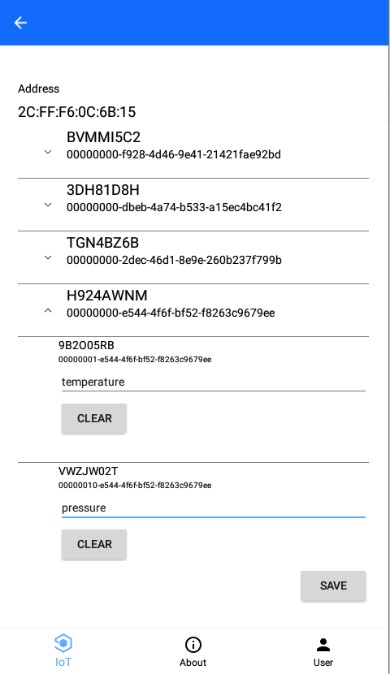 Address
2C:FF:F6:0C:6B:15
BVMMI5C2
00000000-f928-4d46-9e41-21421fae92bd
3DH81D8H
00000000-dbeb-4a74-b533-a15ec4bc41f2
TGN4BZ6B
00000000-2dec-46d1-8e9e-260b237f799b
H924AWNM
00000000-e544-4f6f-bf52-f8263c9679ee
9B2O05RB
00000001-e544-4f6f-bf52-f8263c9679ee
temperature
CLEAR
VWZJW02T
00000010-e544-4f6f-bf52-f8263c9679ee
pressure
CLEAR
SAVE
IoT
About
User